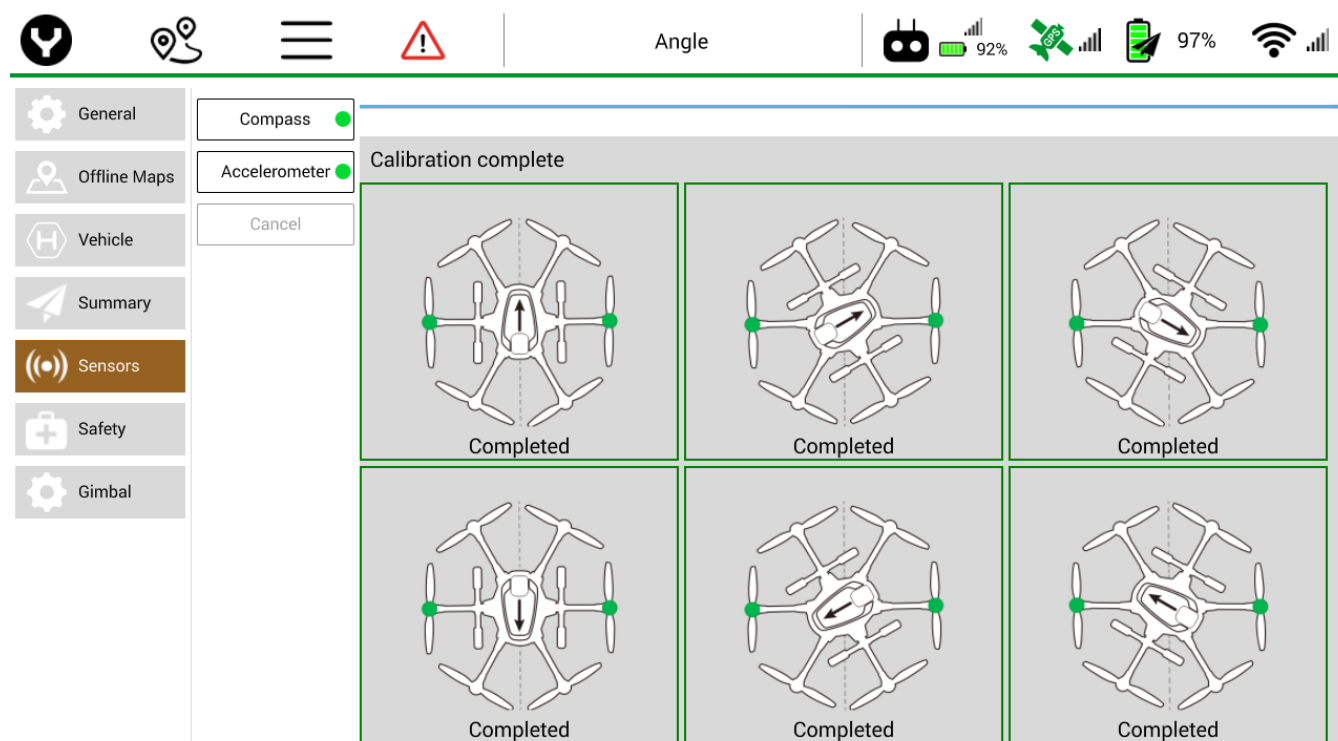 Angle
92%
GPS
97%
General
Offline Maps
Vehicle
Summary
Sensors
Safety
Gimbal
Compass
Accelerometer
Cancel
Calibration complete
Completed
Completed
Completed
Completed
Completed
Completed